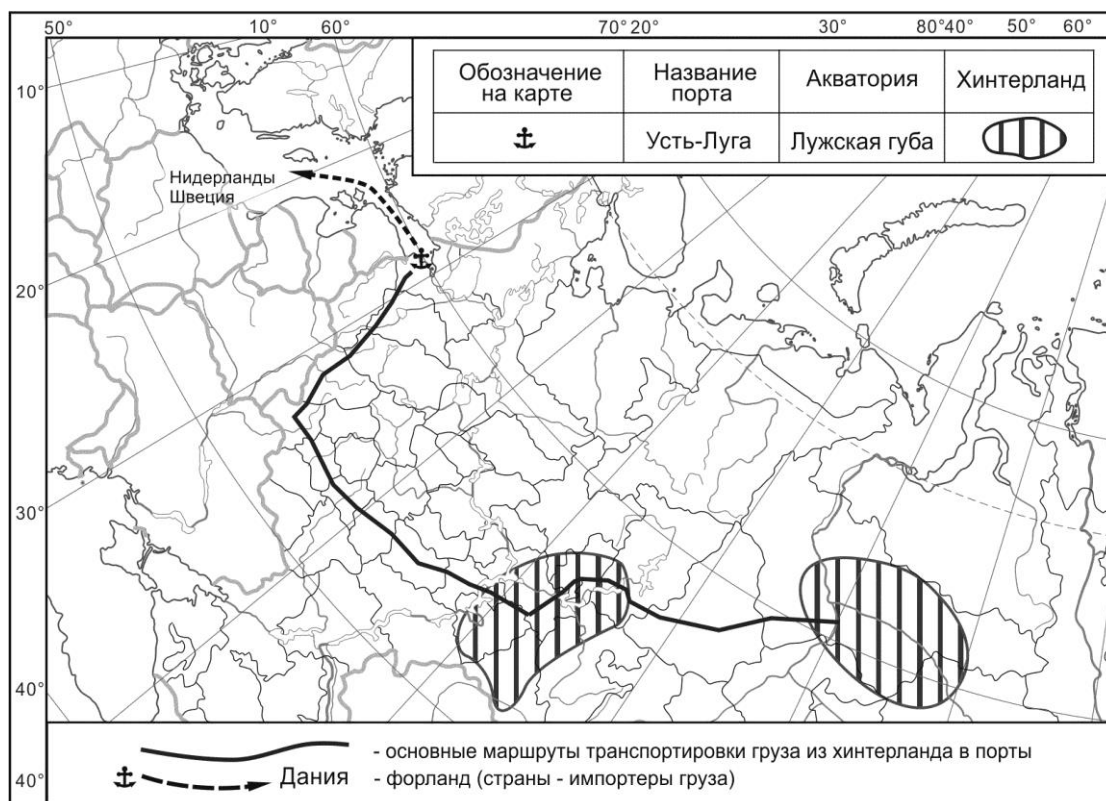 50° 10° 60° 70° 20° 30° 80° 40° 50° 60°
10°
20°
30°
40°
40°
Обозначение
на карте
Название
порта
Акватория
Хинтерланд
Усть-Луга
Лужская губа
Нидерланды
Швеция
- основные маршруты транспортировки груза из хинтерланда в порты
Дания
- форланд (страны - импортеры груза)